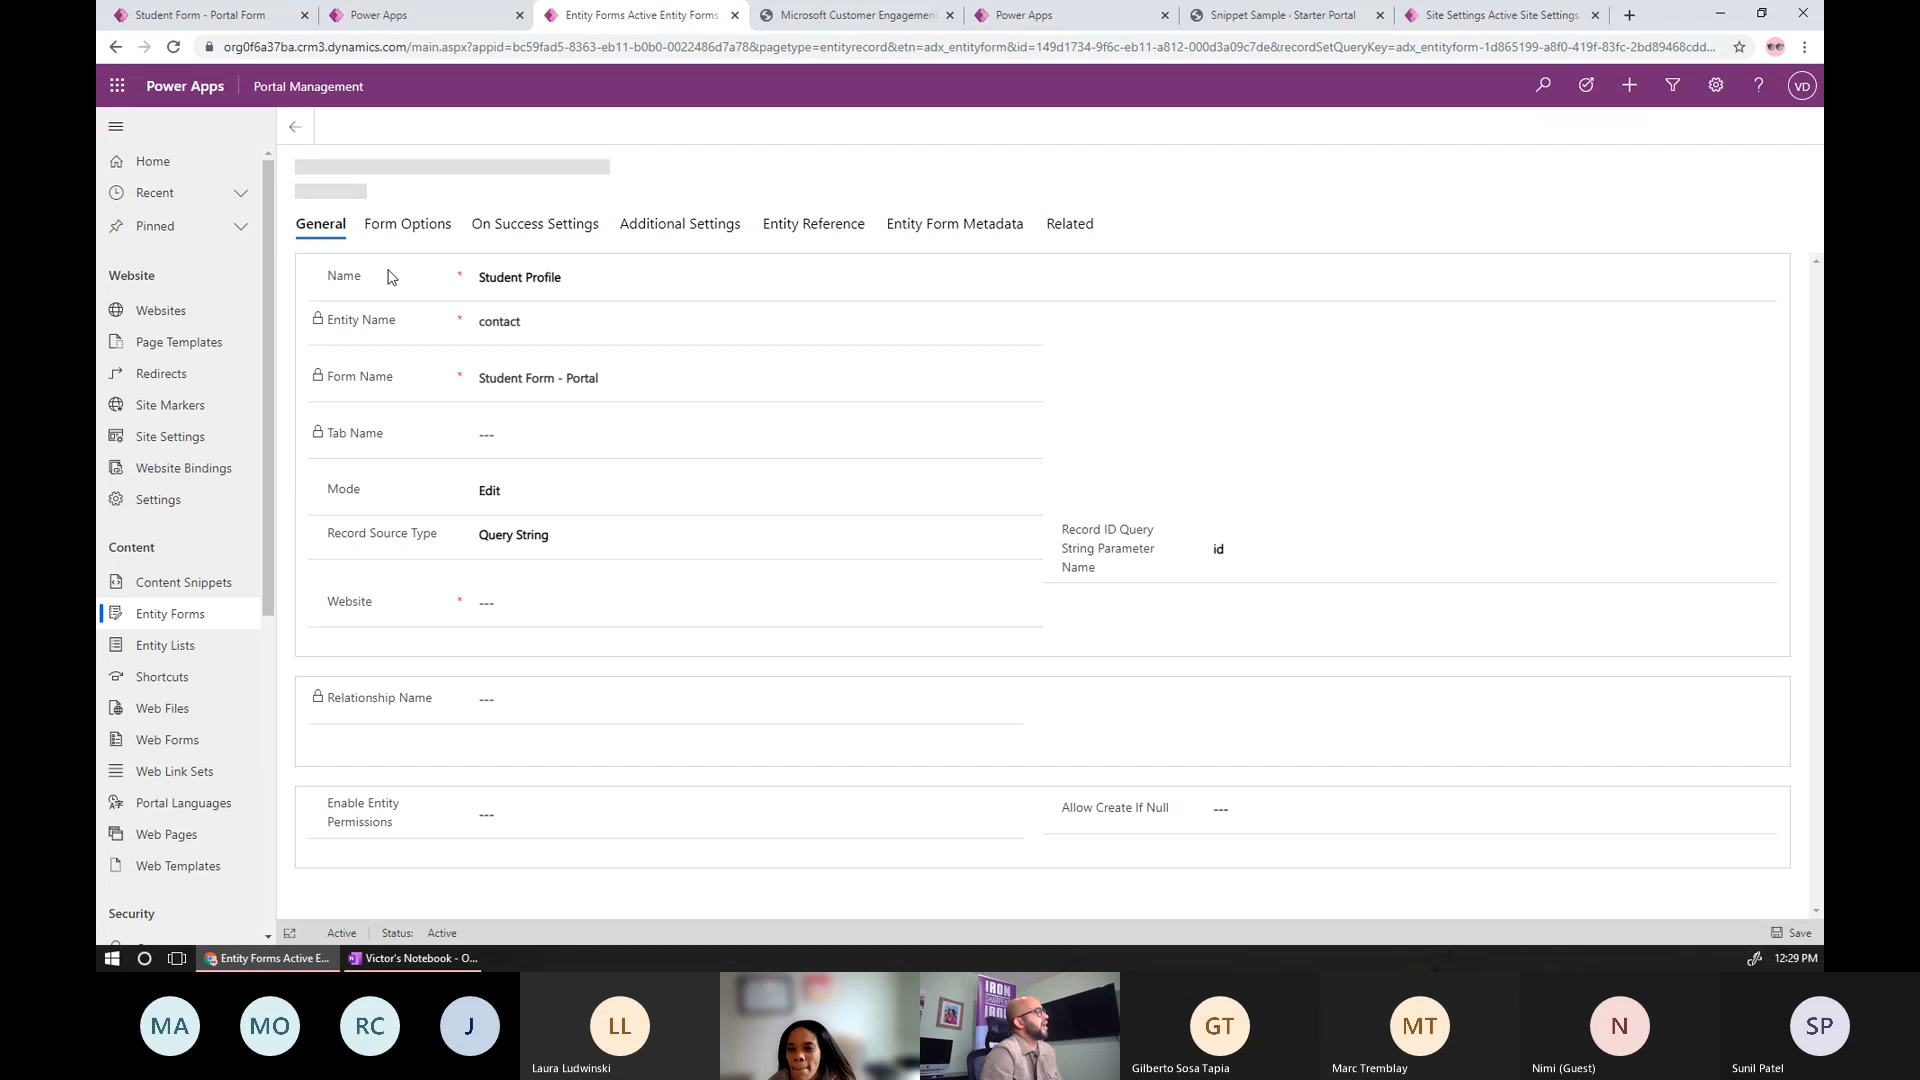 Student Form - Portal Form
Power Apps
Entity Forms Active Entity Forms
Microsoft Customer Engagement
Power Apps
Snippet Sample · Starter Portal
Site Settings Active Site Settings
org0f6a37ba.crm3.dynamics.com/main.aspx?appid=bc59fad5-8363-eb11-b0b0-0022486d7a78&pagetype=entityrecord&etn=adx_entityform&id=149d1734-9f6c-eb11-a812-000d3a09c7de&recordSetQueryKey=adx_entityform-1d865199-a8f0-419f-83fc-2bd89468cdd...
Power Apps
Portal Management
VD
Home
Recent
Pinned
Website
Websites
Page Templates
Redirects
Site Markers
Site Settings
Website Bindings
Settings
Content
Content Snippets
Entity Forms
Entity Lists
Shortcuts
Web Files
Web Forms
Web Link Sets
Portal Languages
Web Pages
Web Templates
Security
General
Form Options
On Success Settings
Additional Settings
Entity Reference
Entity Form Metadata
Related
Name * Student Profile
Entity Name * contact
Form Name * Student Form - Portal
Tab Name ---
Mode Edit
Record Source Type Query String
Record ID Query
String Parameter
Name
id
Website * ---
Relationship Name ---
Enable Entity
Permissions
---
Allow Create If Null ---
Active
Status: Active
Save
Entity Forms Active E...
Victor's Notebook - O...
12:29 PM
MA
MO
RC
J
LL
Laura Ludwinski
IRON
SHARPENS
IRON
GT
Gilberto Sosa Tapia
MT
Marc Tremblay
N
Nimi (Guest)
SP
Sunil Patel